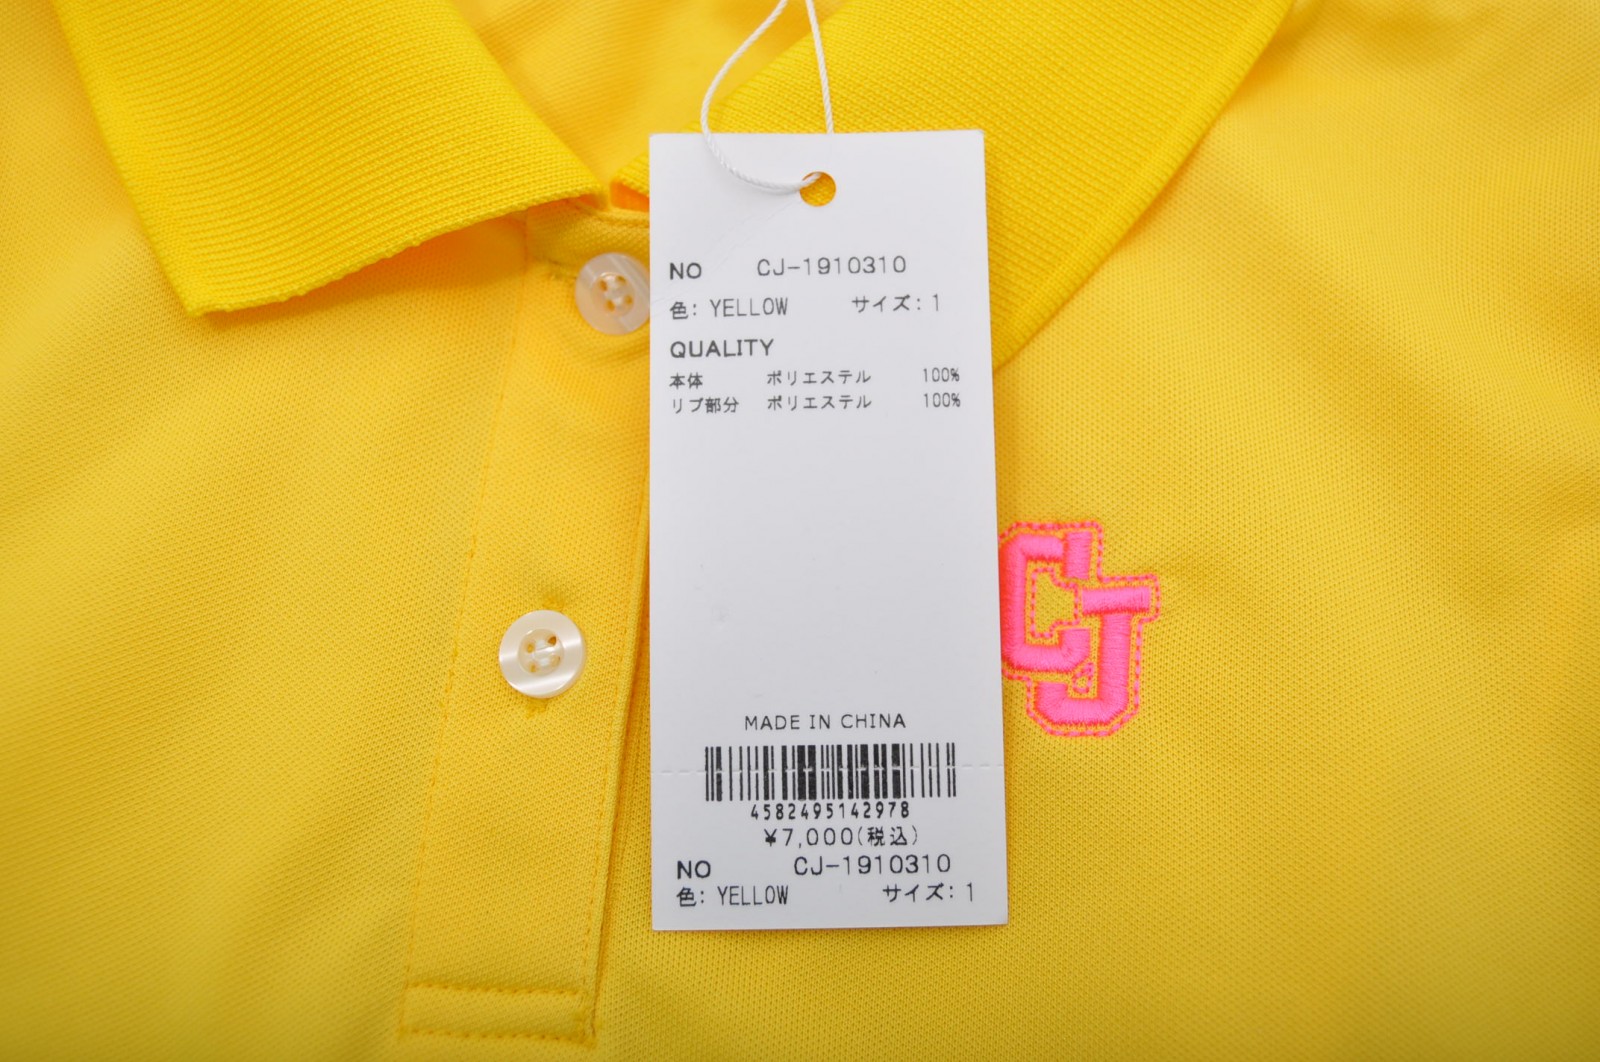 NO CJ-1910310
色: YELLOW サイズ: 1
QUALITY
本体 ポリエステル 100%
リブ部分 ポリエステル 100%
CJ
MADE IN CHINA
4582495142978
¥7,000(税込)
NO CJ-1910310
色: YELLOW サイズ: 1